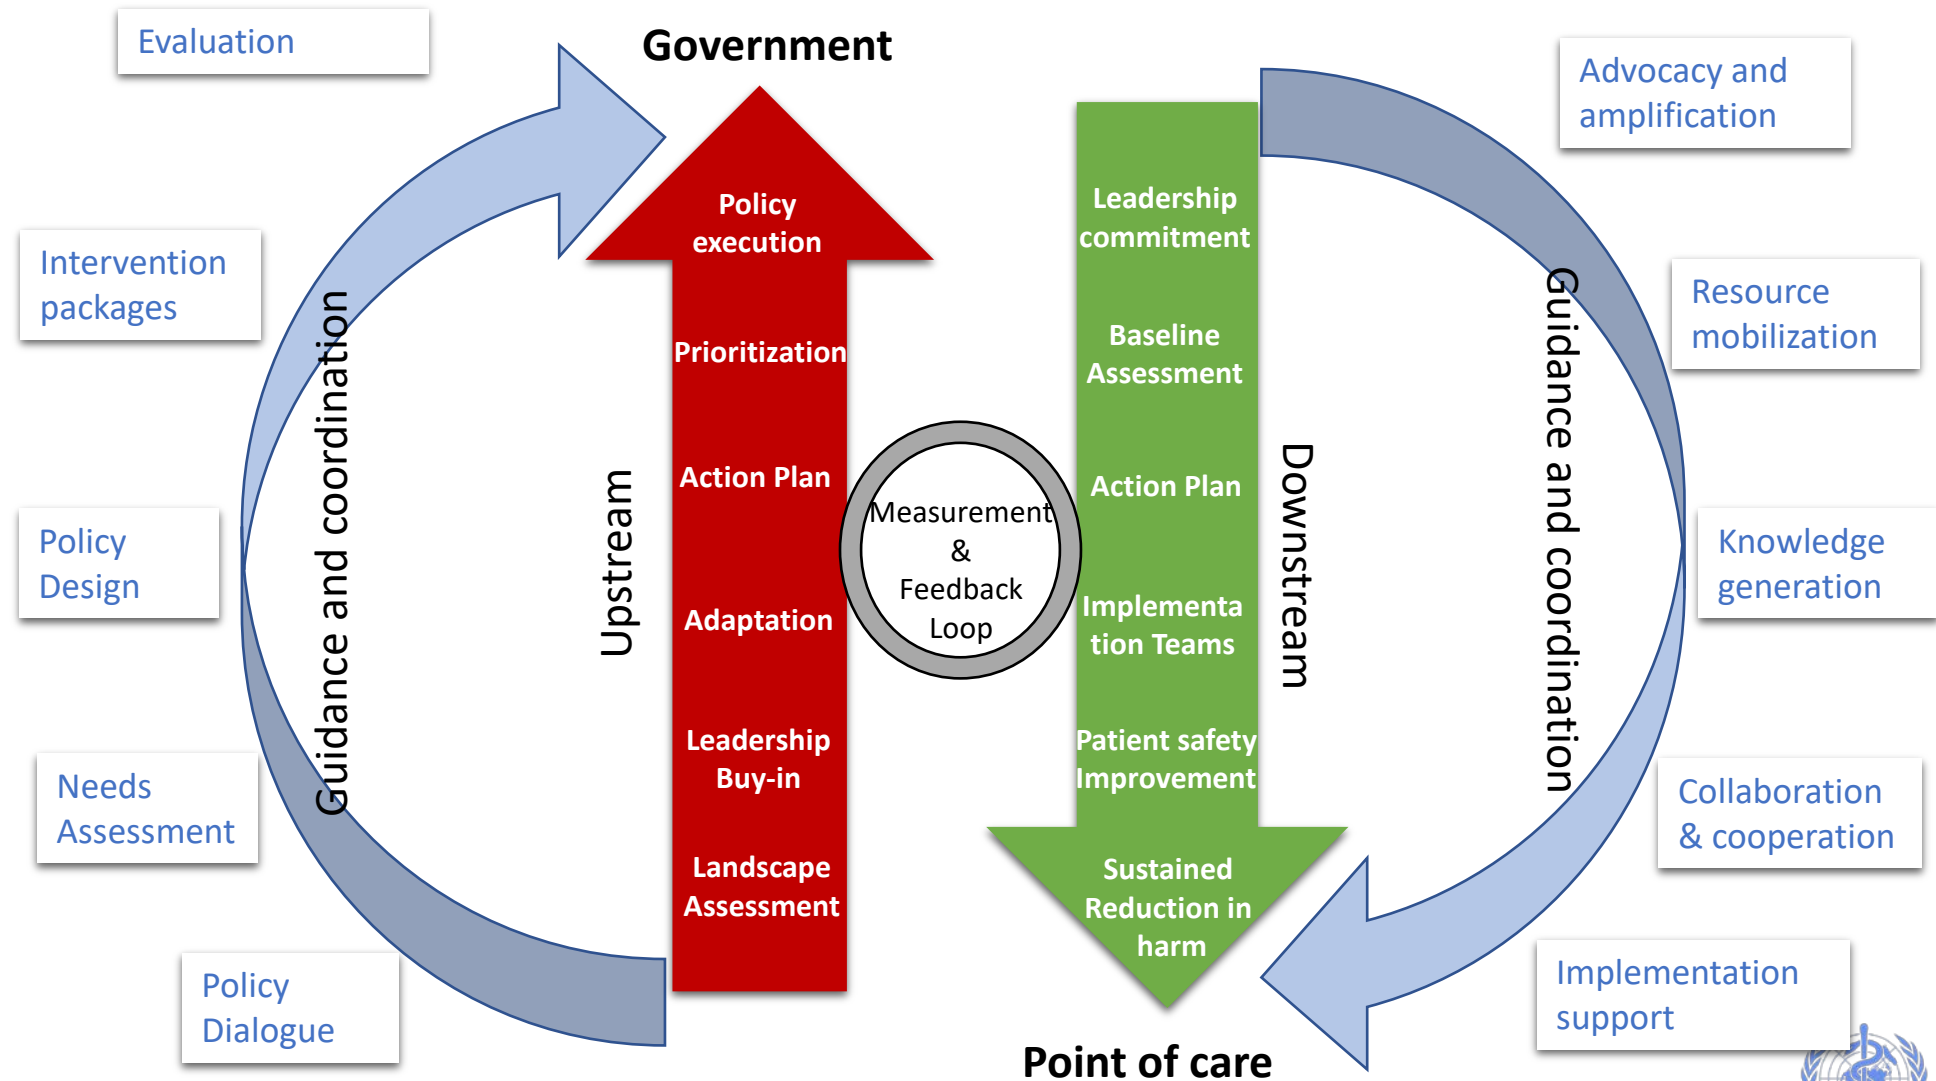 Evaluation
Intervention
packages
Policy
Design
Needs
Assessment
Policy
Dialogue
Guidance and coordination
Upstream
Government
Policy
execution
Prioritization
Action Plan
Adaptation
Leadership
Buy-in
Landscape
Assessment
Measurement
&
Feedback
Loop
Leadership
commitment
Baseline
Assessment
Action Plan
Implementa
tion Teams
Patient safety
Improvement
Sustained
Reduction in
harm
Point of care
Downstream
Guidance and coordination
Advocacy and
amplification
Resource
mobilization
Knowledge
generation
Collaboration
& cooperation
Implementation
support